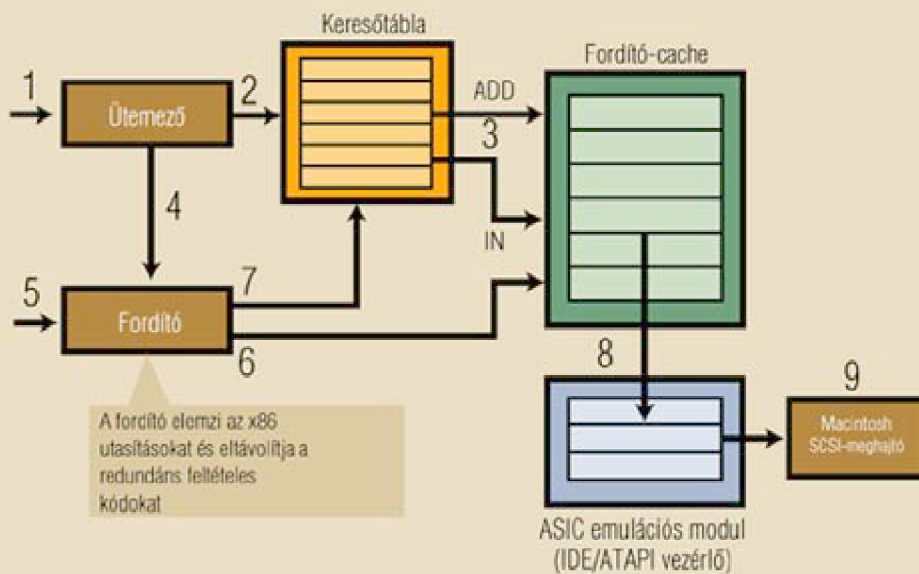 Keresőtábla
Fordító-cache
1
Ütemező
2
ADD
3
4
IN
5
Fordító
7
6
8
9
A fordító elemzi az x86
utasításokat és eltávolítja a
redundáns feltételes
kódokat
Macintosh
SCSI-meghajtó
ASIC emulációs modul
(IDE/ATAPI vezérlő)